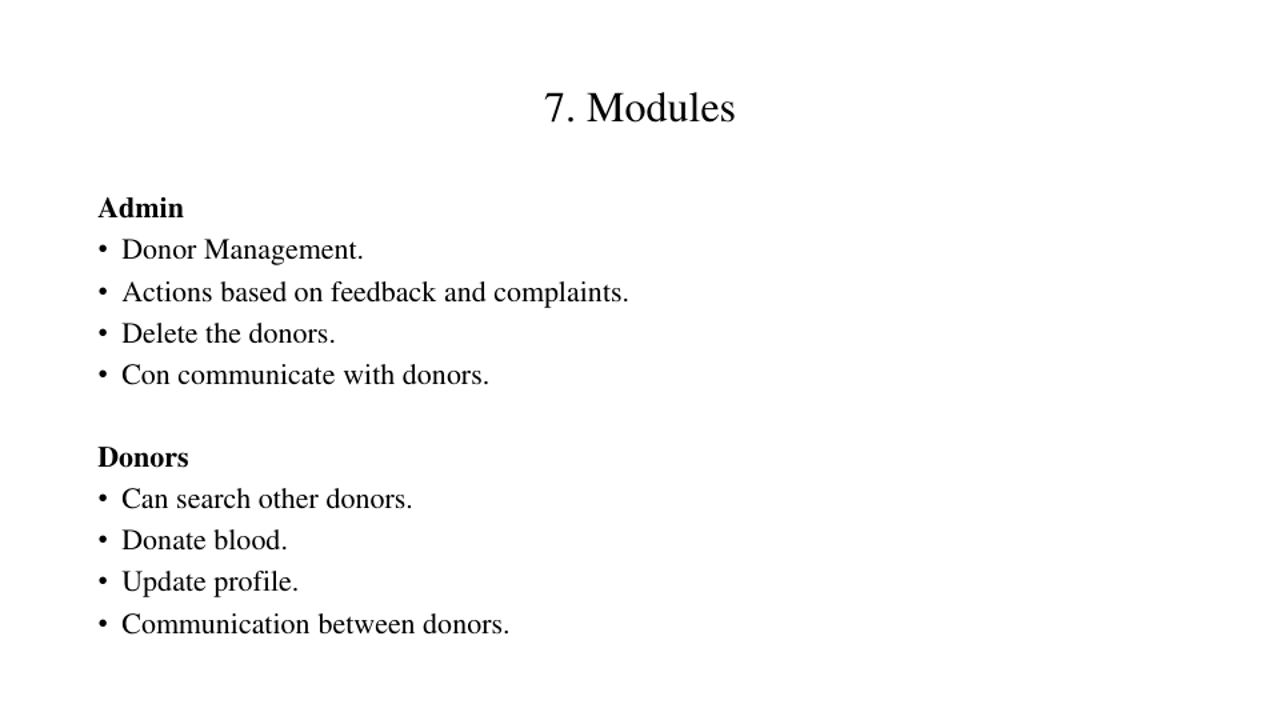 7. Modules
Admin
• Donor Management.
• Actions based on feedback and complaints.
• Delete the donors.
• Con communicate with donors.
Donors
• Can search other donors.
• Donate blood.
• Update profile.
• Communication between donors.